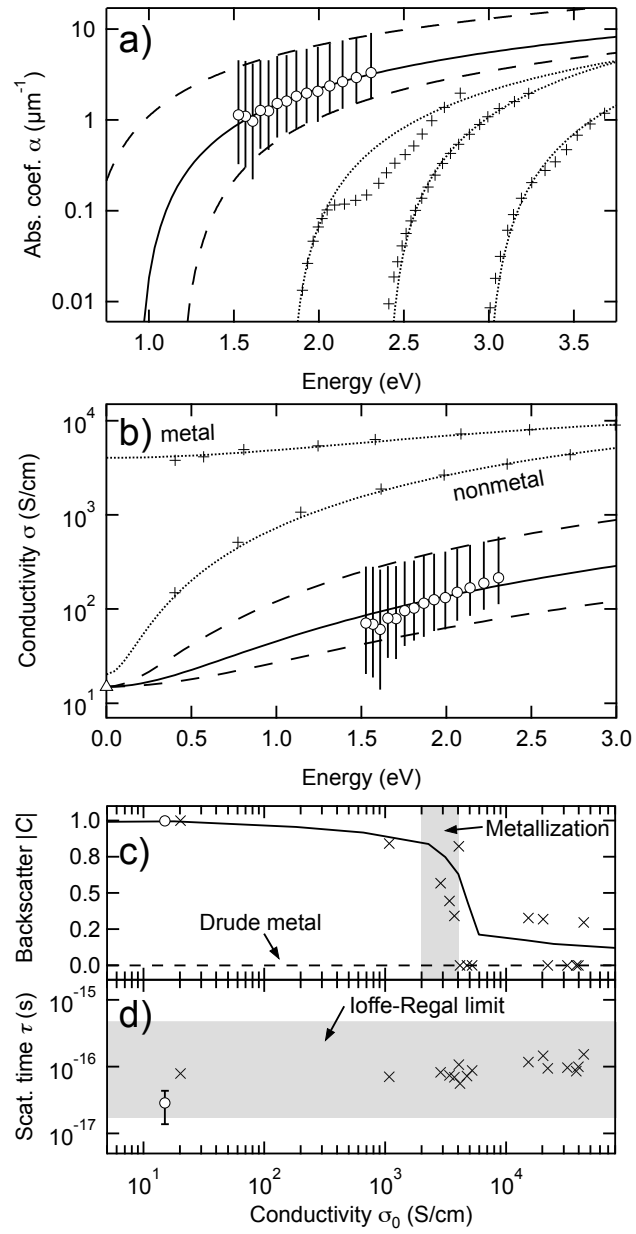 a)
10
1
0.1
0.01
Abs. coef. α (µm⁻¹)
1.0 1.5 2.0 2.5 3.0 3.5
Energy (eV)
b)
metal
nonmetal
10⁴
10³
10²
10¹
Conductivity σ (S/cm)
0.0 0.5 1.0 1.5 2.0 2.5 3.0
Energy (eV)
c)
Metallization
Drude metal
1.0
0.8
0.5
0.2
0.0
Backscatter |C|
d)
Ioffe-Regal limit
10⁻¹⁵
10⁻¹⁶
10⁻¹⁷
Scat. time τ (s)
10¹ 10² 10³ 10⁴
Conductivity σ₀ (S/cm)